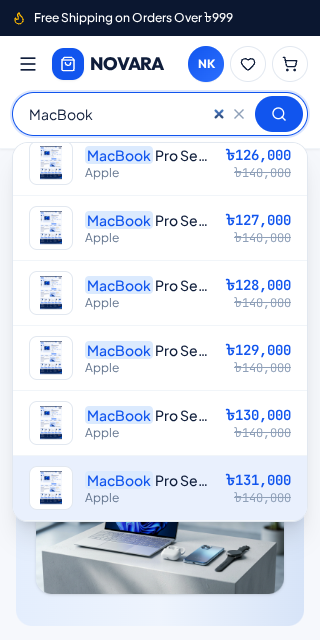 Free Shipping on Orders Over ৳999
NOVARA
NK
MacBook
MacBook Pro Se… ৳126,000
Apple ৳140,000
MacBook Pro Se… ৳127,000
Apple ৳140,000
MacBook Pro Se… ৳128,000
Apple ৳140,000
MacBook Pro Se… ৳129,000
Apple ৳140,000
MacBook Pro Se… ৳130,000
Apple ৳140,000
MacBook Pro Se… ৳131,000
Apple ৳140,000